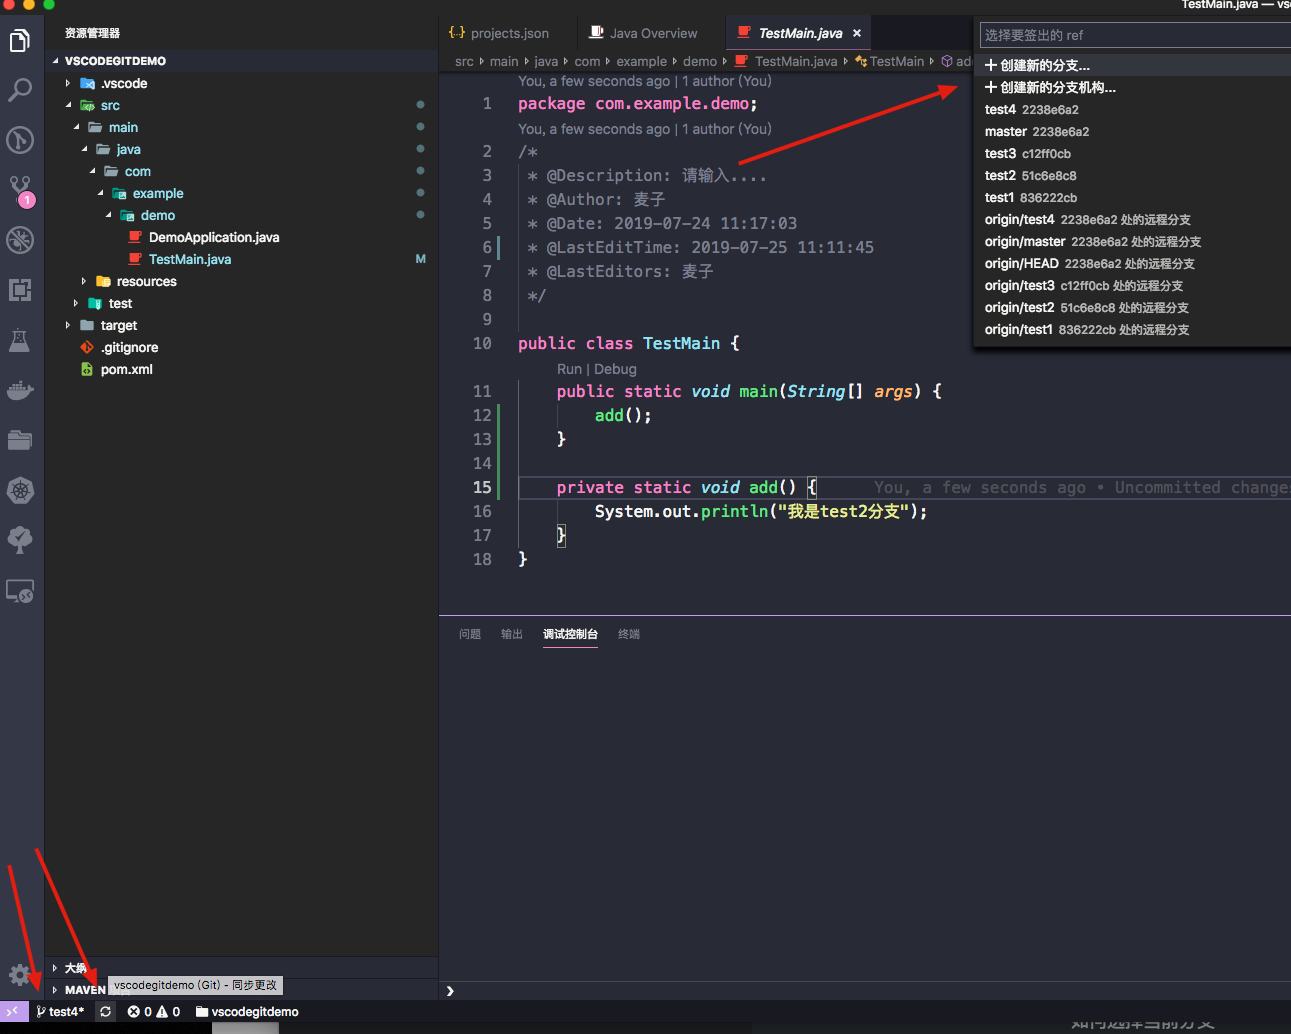 TestMain.java — vs
资源管理器
VSCODEGITDEMO
.vscode
src
main
java
com
example
demo
DemoApplication.java
TestMain.java M
resources
test
target
.gitignore
pom.xml
大纲
MAVEN
vscodegitdemo (Git) - 同步更改
1
{..} projects.json
Java Overview
TestMain.java ×
src main java com example demo TestMain.java TestMain
You, a few seconds ago | 1 author (You)
1 package com.example.demo;
You, a few seconds ago | 1 author (You)
2 /*
3 * @Description: 请输入....
4 * @Author: 麦子
5 * @Date: 2019-07-24 11:17:03
6 * @LastEditTime: 2019-07-25 11:11:45
7 * @LastEditors: 麦子
8 */
9
10 public class TestMain {
Run | Debug
11 public static void main(String[] args) {
12 add();
13 }
14
15 private static void add() { You, a few seconds ago • Uncommitted changes
16 System.out.println("我是test2分支");
17 }
18 }
选择要签出的 ref
+ 创建新的分支...
+ 创建新的分支机构...
test4 2238e6a2
master 2238e6a2
test3 c12ff0cb
test2 51c6e8c8
test1 836222cb
origin/test4 2238e6a2 处的远程分支
origin/master 2238e6a2 处的远程分支
origin/HEAD 2238e6a2 处的远程分支
origin/test3 c12ff0cb 处的远程分支
origin/test2 51c6e8c8 处的远程分支
origin/test1 836222cb 处的远程分支
问题 输出 调试控制台 终端
test4* 0 0 vscodegitdemo